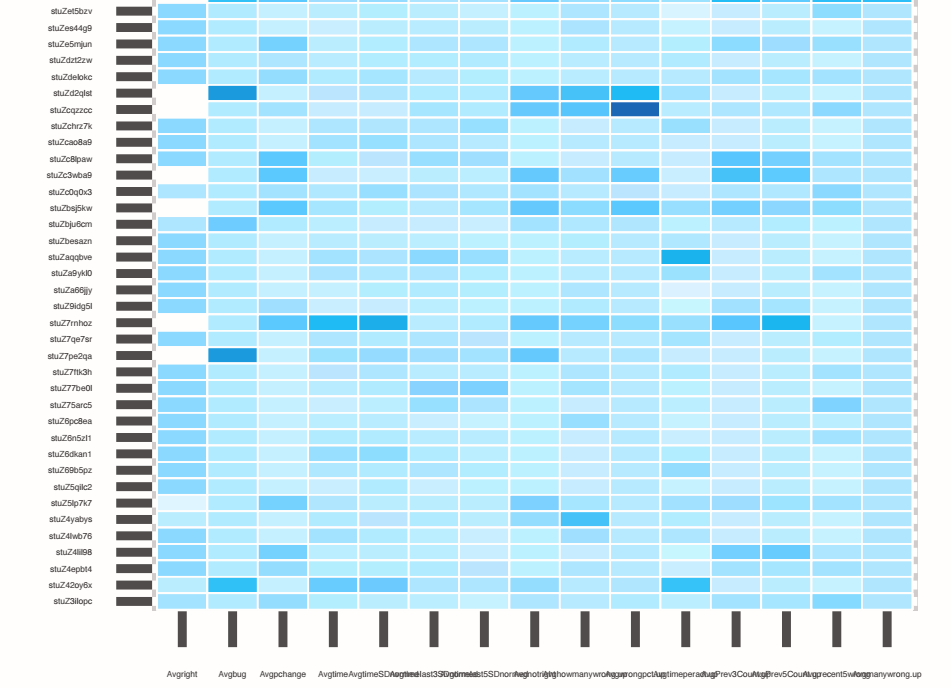 stuZet5bzv
stuZes44g9
stuZe5mjun
stuZdzt2zw
stuZdelokc
stuZd2qlst
stuZcqzzcc
stuZchrz7k
stuZcao8a9
stuZc8lpaw
stuZc3wba9
stuZc0q0x3
stuZbsj5kw
stuZbju6cm
stuZbesazn
stuZaqqbve
stuZa9ykl0
stuZa66jjy
stuZ9idg5l
stuZ7rnhoz
stuZ7qe7sr
stuZ7pe2qa
stuZ7ftk3h
stuZ77be0l
stuZ75arc5
stuZ6pc8ea
stuZ6n5zl1
stuZ6dkan1
stuZ69b5pz
stuZ5qilc2
stuZ5lp7k7
stuZ4yabys
stuZ4lwb76
stuZ4lil98
stuZ4epbt4
stuZ42oy6x
stuZ3ilopc
Avgright Avgbug Avgpchange Avgtime